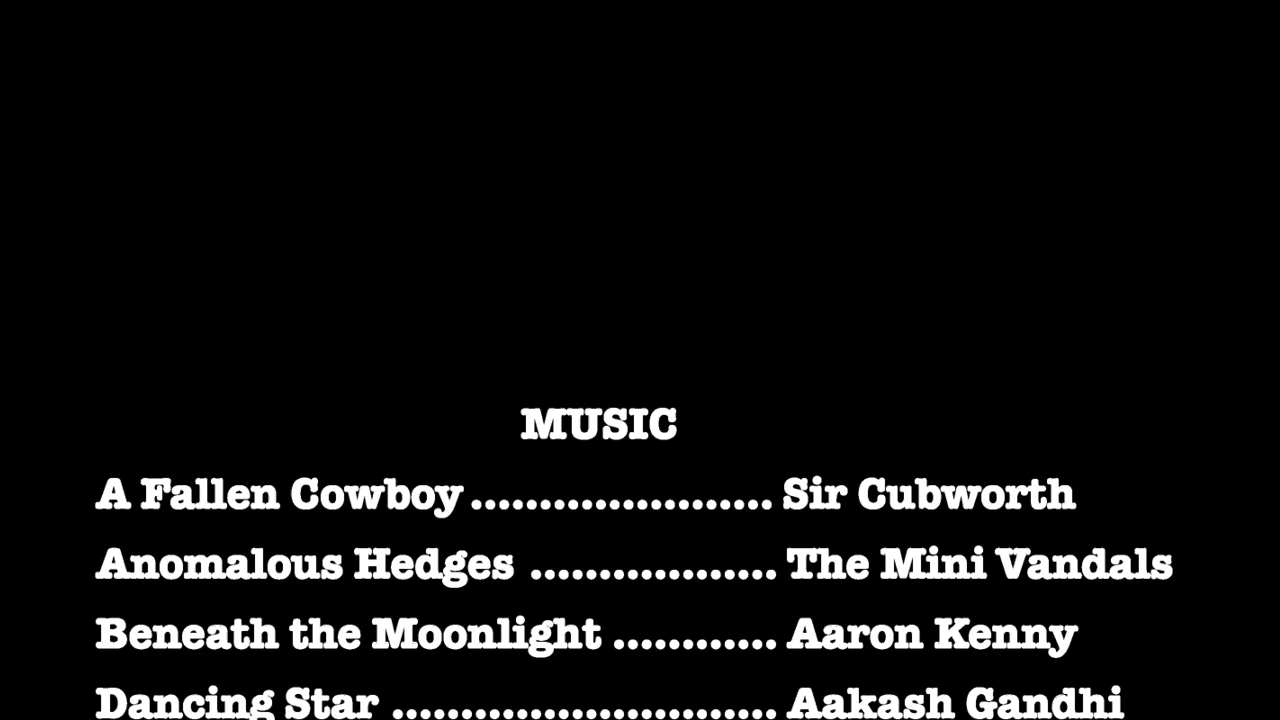 MUSIC
A Fallen Cowboy ...................... Sir Cubworth
Anomalous Hedges .................. The Mini Vandals
Beneath the Moonlight ............ Aaron Kenny
Dancing Star ............................ Aakash Gandhi